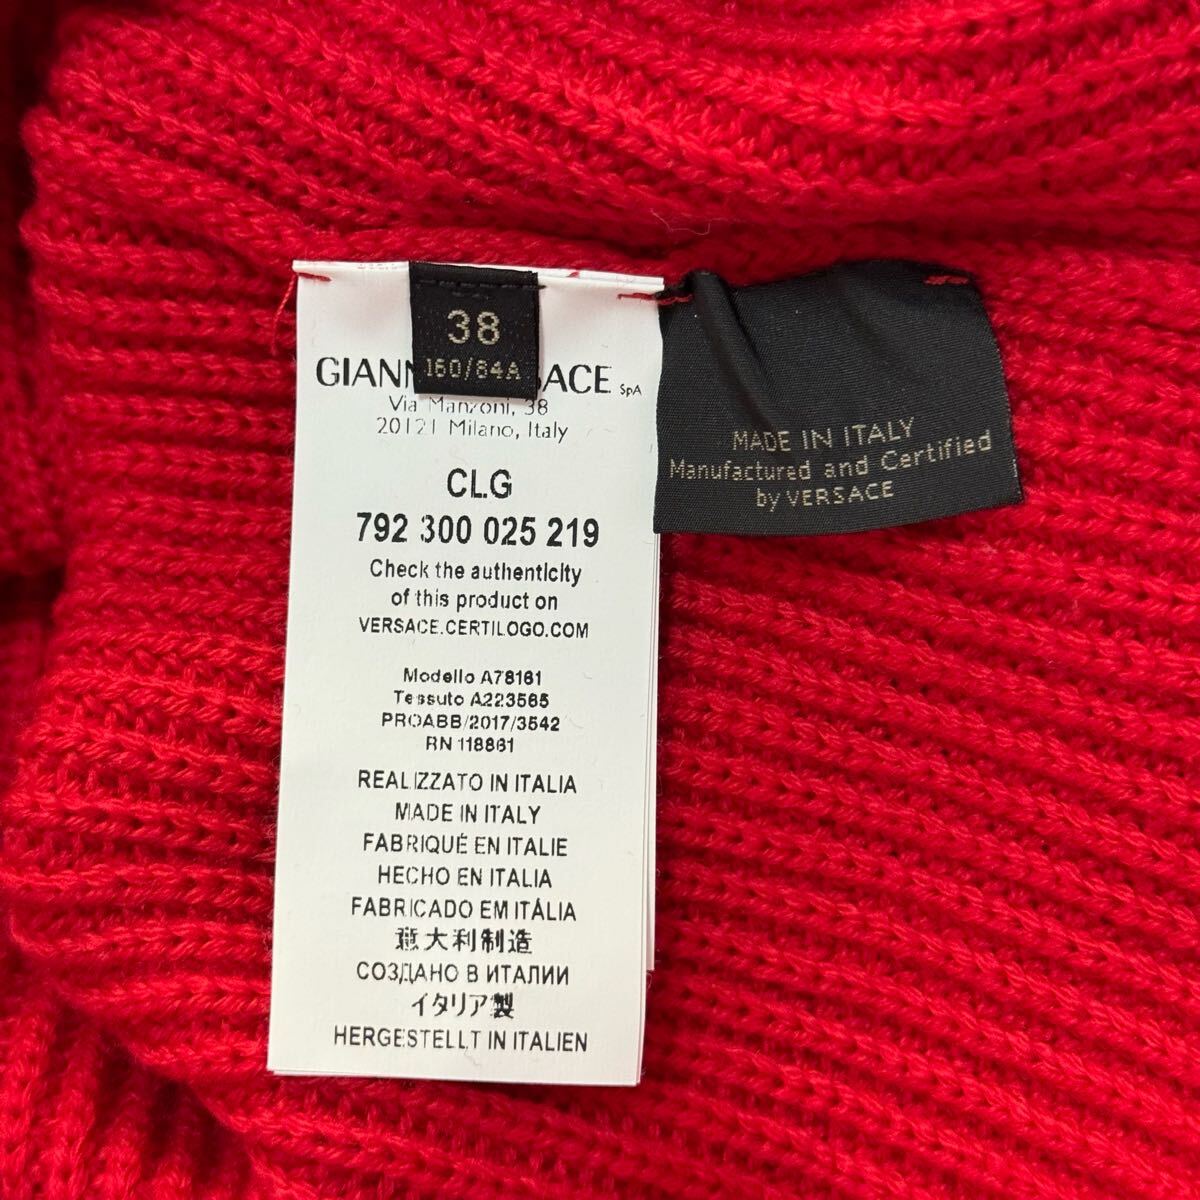 38
160/84A
GIANN ACE SpA
Via Manzoni, 38
20121 Milano, Italy
CLG
792 300 025 219
Check the authenticity
of this product on
VERSACE.CERTILOGO.COM
Modello A78161
Tessuto A223565
PROABB/2017/3542
RN 118861
REALIZZATO IN ITALIA
MADE IN ITALY
FABRIQUÉ EN ITALIE
HECHO EN ITALIA
FABRICADO EM ITÁLIA
意大利制造
СОЗДАНО В ИТАЛИИ
イタリア製
HERGESTELLT IN ITALIEN
MADE IN ITALY
Manufactured and Certified
by VERSACE